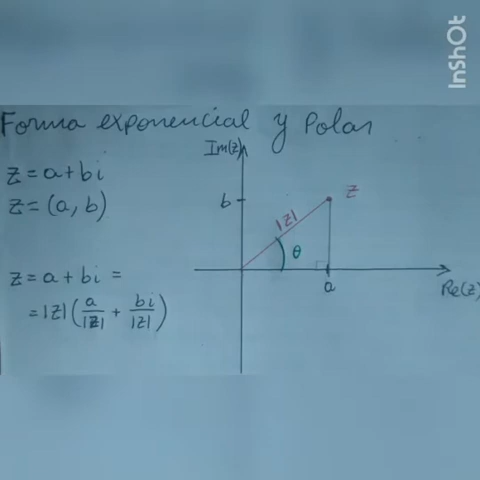 InShOt
Forma exponencial y Polar
z = a + bi
z = (a, b)
z = a + bi =
= |z| (a/|z| + bi/|z|)
Im(z)
b
|z|
z
θ
a
Re(z)